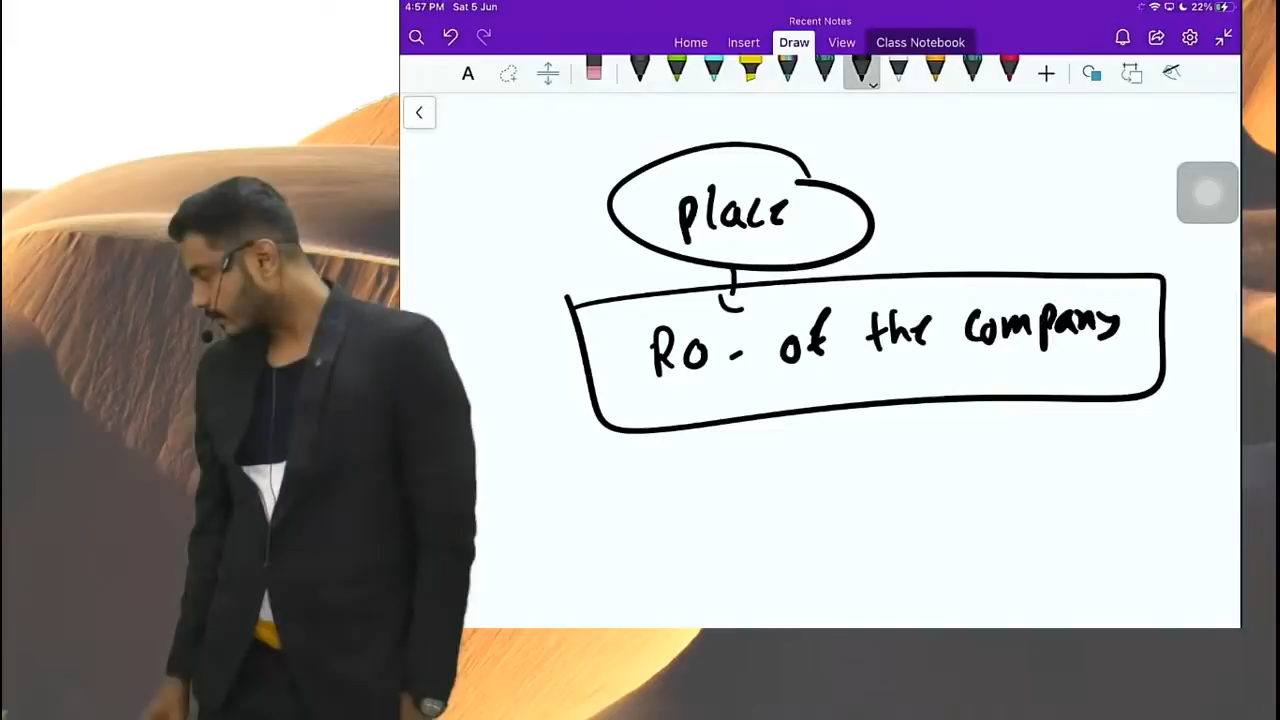 4:57 PM Sat 5 Jun
22%
Recent Notes
Home Insert Draw View Class Notebook
A
place
RO - of the company